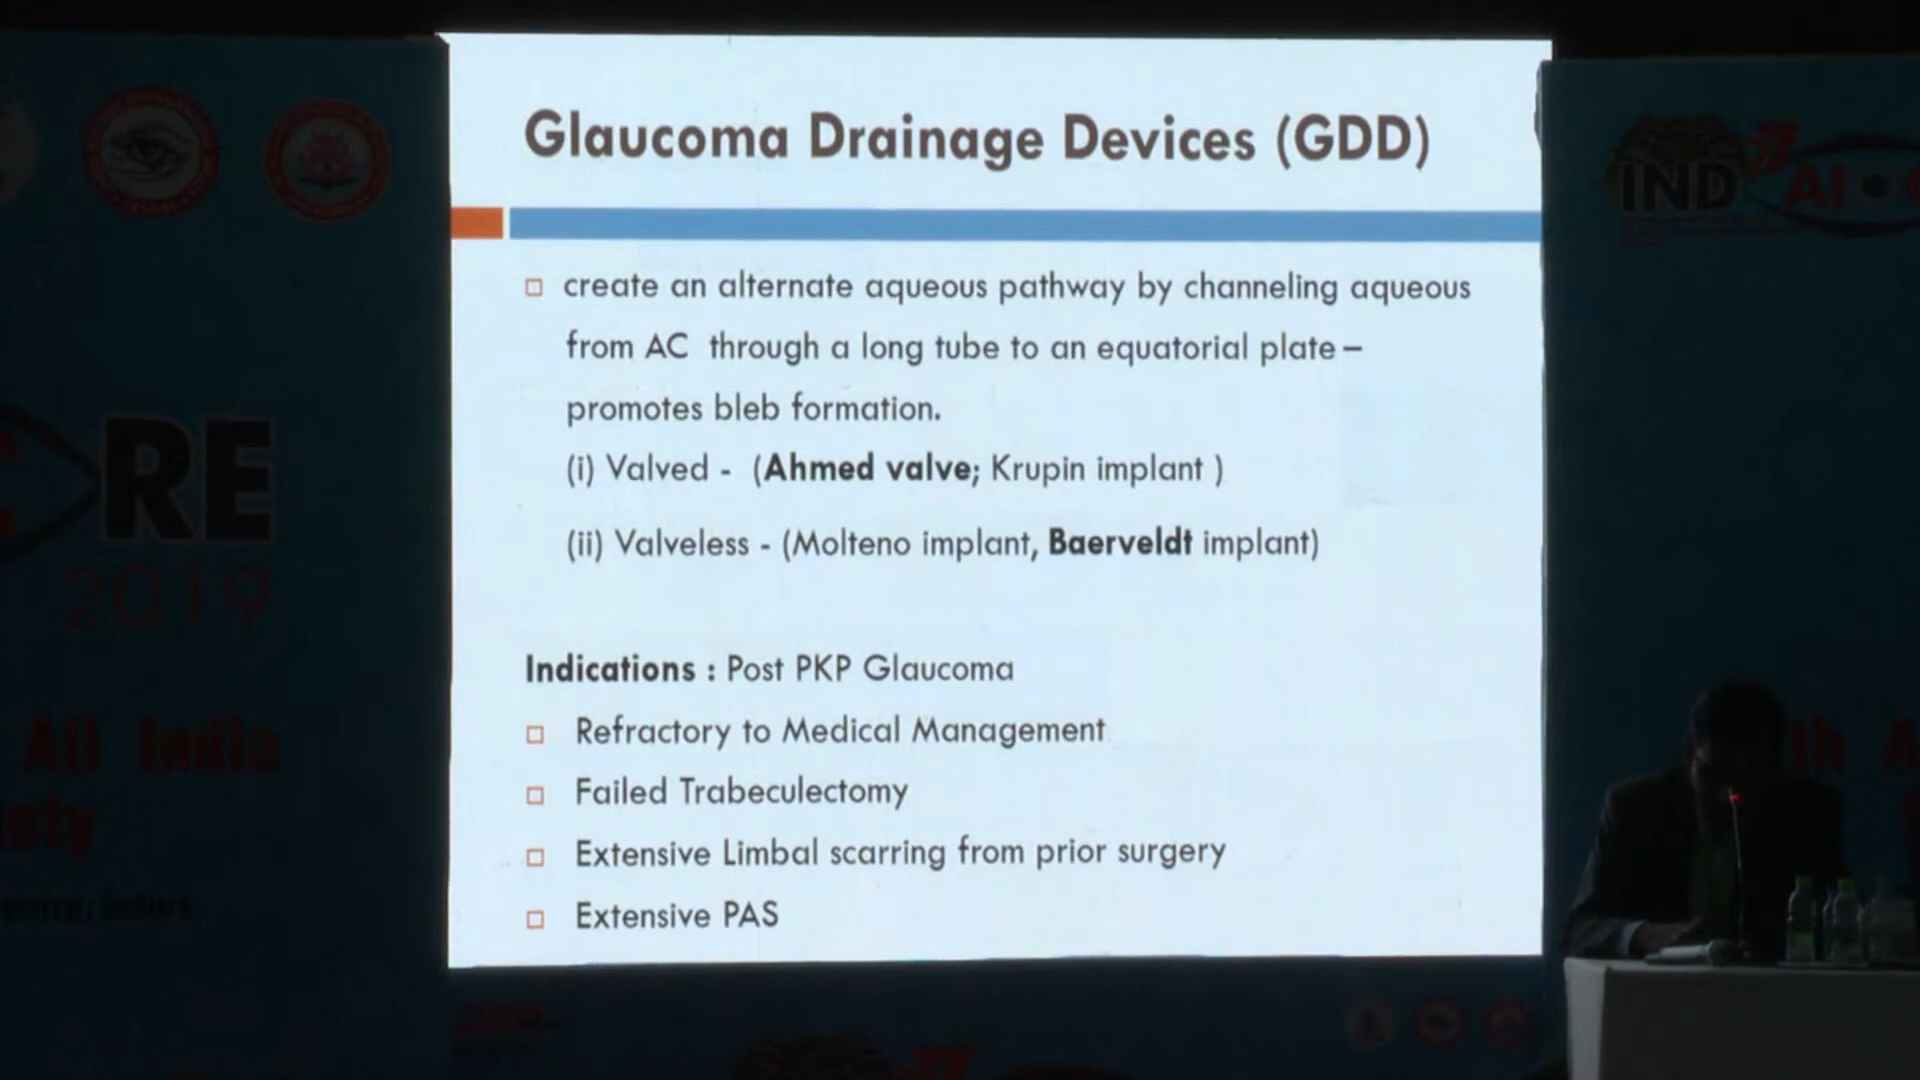 Glaucoma Drainage Devices (GDD)
create an alternate aqueous pathway by channeling aqueous
from AC through a long tube to an equatorial plate –
promotes bleb formation.
(i) Valved - (Ahmed valve; Krupin implant )
(ii) Valveless - (Molteno implant, Baerveldt implant)
Indications : Post PKP Glaucoma
Refractory to Medical Management
Failed Trabeculectomy
Extensive Limbal scarring from prior surgery
Extensive PAS
RE
2019
All India
IND
AI